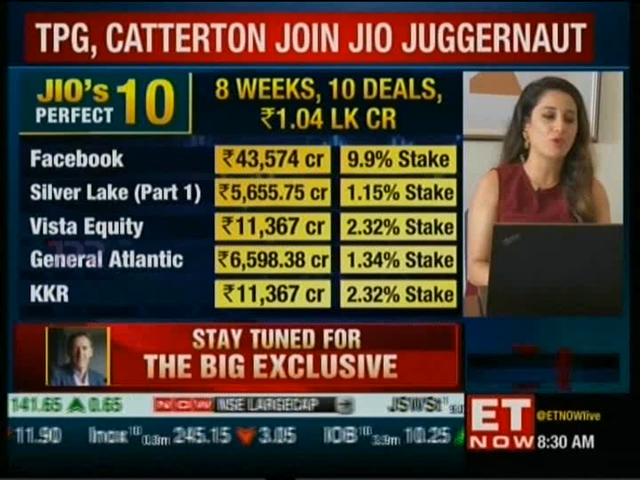 TPG, CATTERTON JOIN JIO JUGGERNAUT
JIO's PERFECT 10
8 WEEKS, 10 DEALS,
₹1.04 LK CR
Facebook ₹43,574 cr 9.9% Stake
Silver Lake (Part 1) ₹5,655.75 cr 1.15% Stake
Vista Equity ₹11,367 cr 2.32% Stake
General Atlantic ₹6,598.38 cr 1.34% Stake
KKR ₹11,367 cr 2.32% Stake
STAY TUNED FOR
THE BIG EXCLUSIVE
141.65 ▲ 0.65 NOW NSE LARGECAP JSWSt
11.90 Inox 245.15 ▼ 3.05 IOB 10.25
ET NOW
@ETNOWlive
8:30 AM